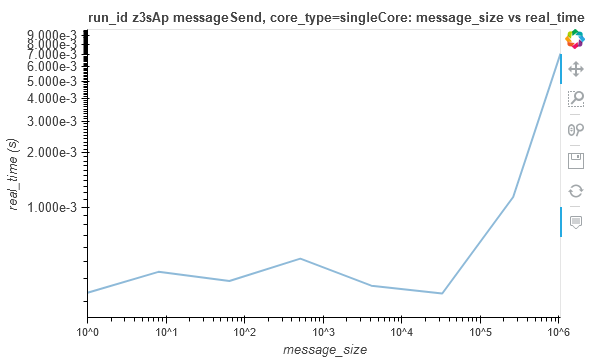 run_id z3sAp messageSend, core_type=singleCore: message_size vs real_time
9.000e-3
8.000e-3
7.000e-3
6.000e-3
5.000e-3
4.000e-3
3.000e-3
2.000e-3
1.000e-3
real_time (s)
10^0 10^1 10^2 10^3 10^4 10^5 10^6
message_size